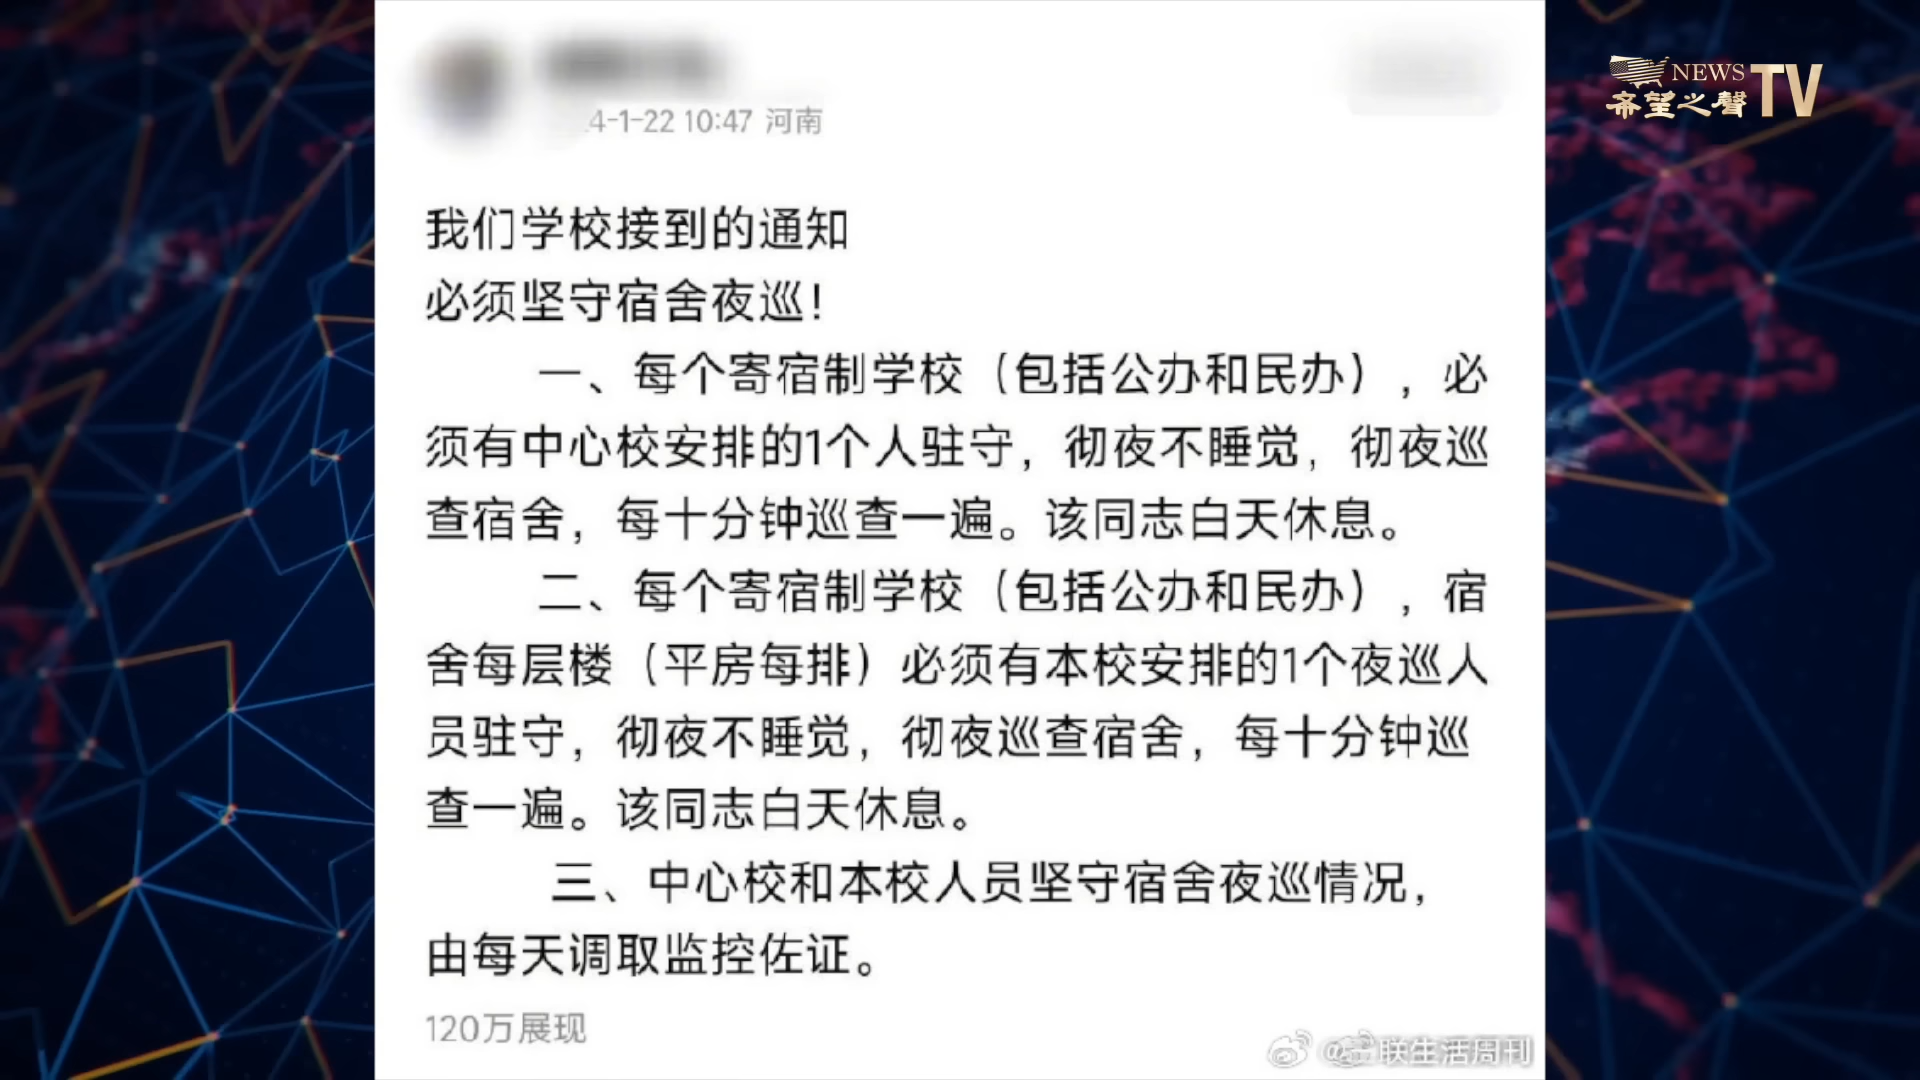 NEWS
希望之聲TV
4-1-22 10:47 河南
我们学校接到的通知
必须坚守宿舍夜巡！
一、每个寄宿制学校（包括公办和民办），必
须有中心校安排的1个人驻守，彻夜不睡觉，彻夜巡
查宿舍，每十分钟巡查一遍。该同志白天休息。
二、每个寄宿制学校（包括公办和民办），宿
舍每层楼（平房每排）必须有本校安排的1个夜巡人
员驻守，彻夜不睡觉，彻夜巡查宿舍，每十分钟巡
查一遍。该同志白天休息。
三、中心校和本校人员坚守宿舍夜巡情况，
由每天调取监控佐证。
120万展现
@三联生活周刊